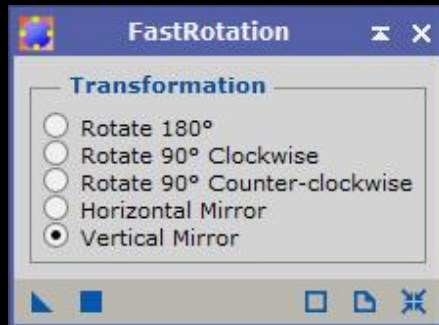 FastRotation
Transformation
Rotate 180°
Rotate 90° Clockwise
Rotate 90° Counter-clockwise
Horizontal Mirror
Vertical Mirror